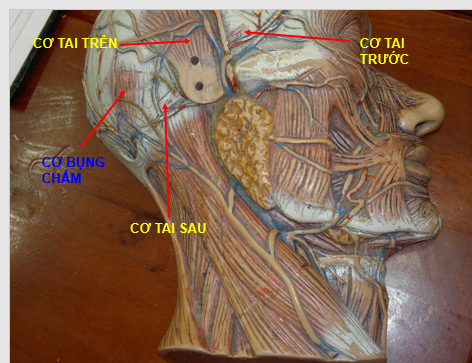 CƠ TAI TRÊN
CƠ TAI
TRƯỚC
CƠ BỤNG
CHẨM
CƠ TAI SAU